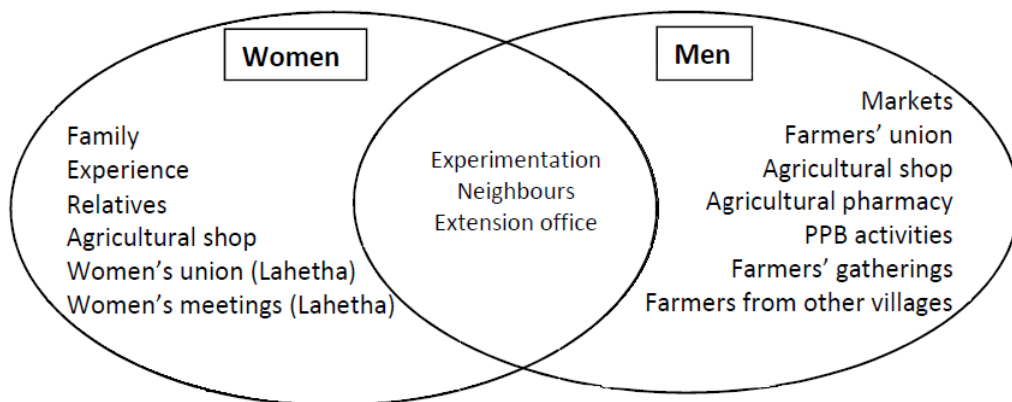 Women
Family
Experience
Relatives
Agricultural shop
Women’s union (Lahetha)
Women’s meetings (Lahetha)
Experimentation
Neighbours
Extension office
Men
Markets
Farmers’ union
Agricultural shop
Agricultural pharmacy
PPB activities
Farmers’ gatherings
Farmers from other villages